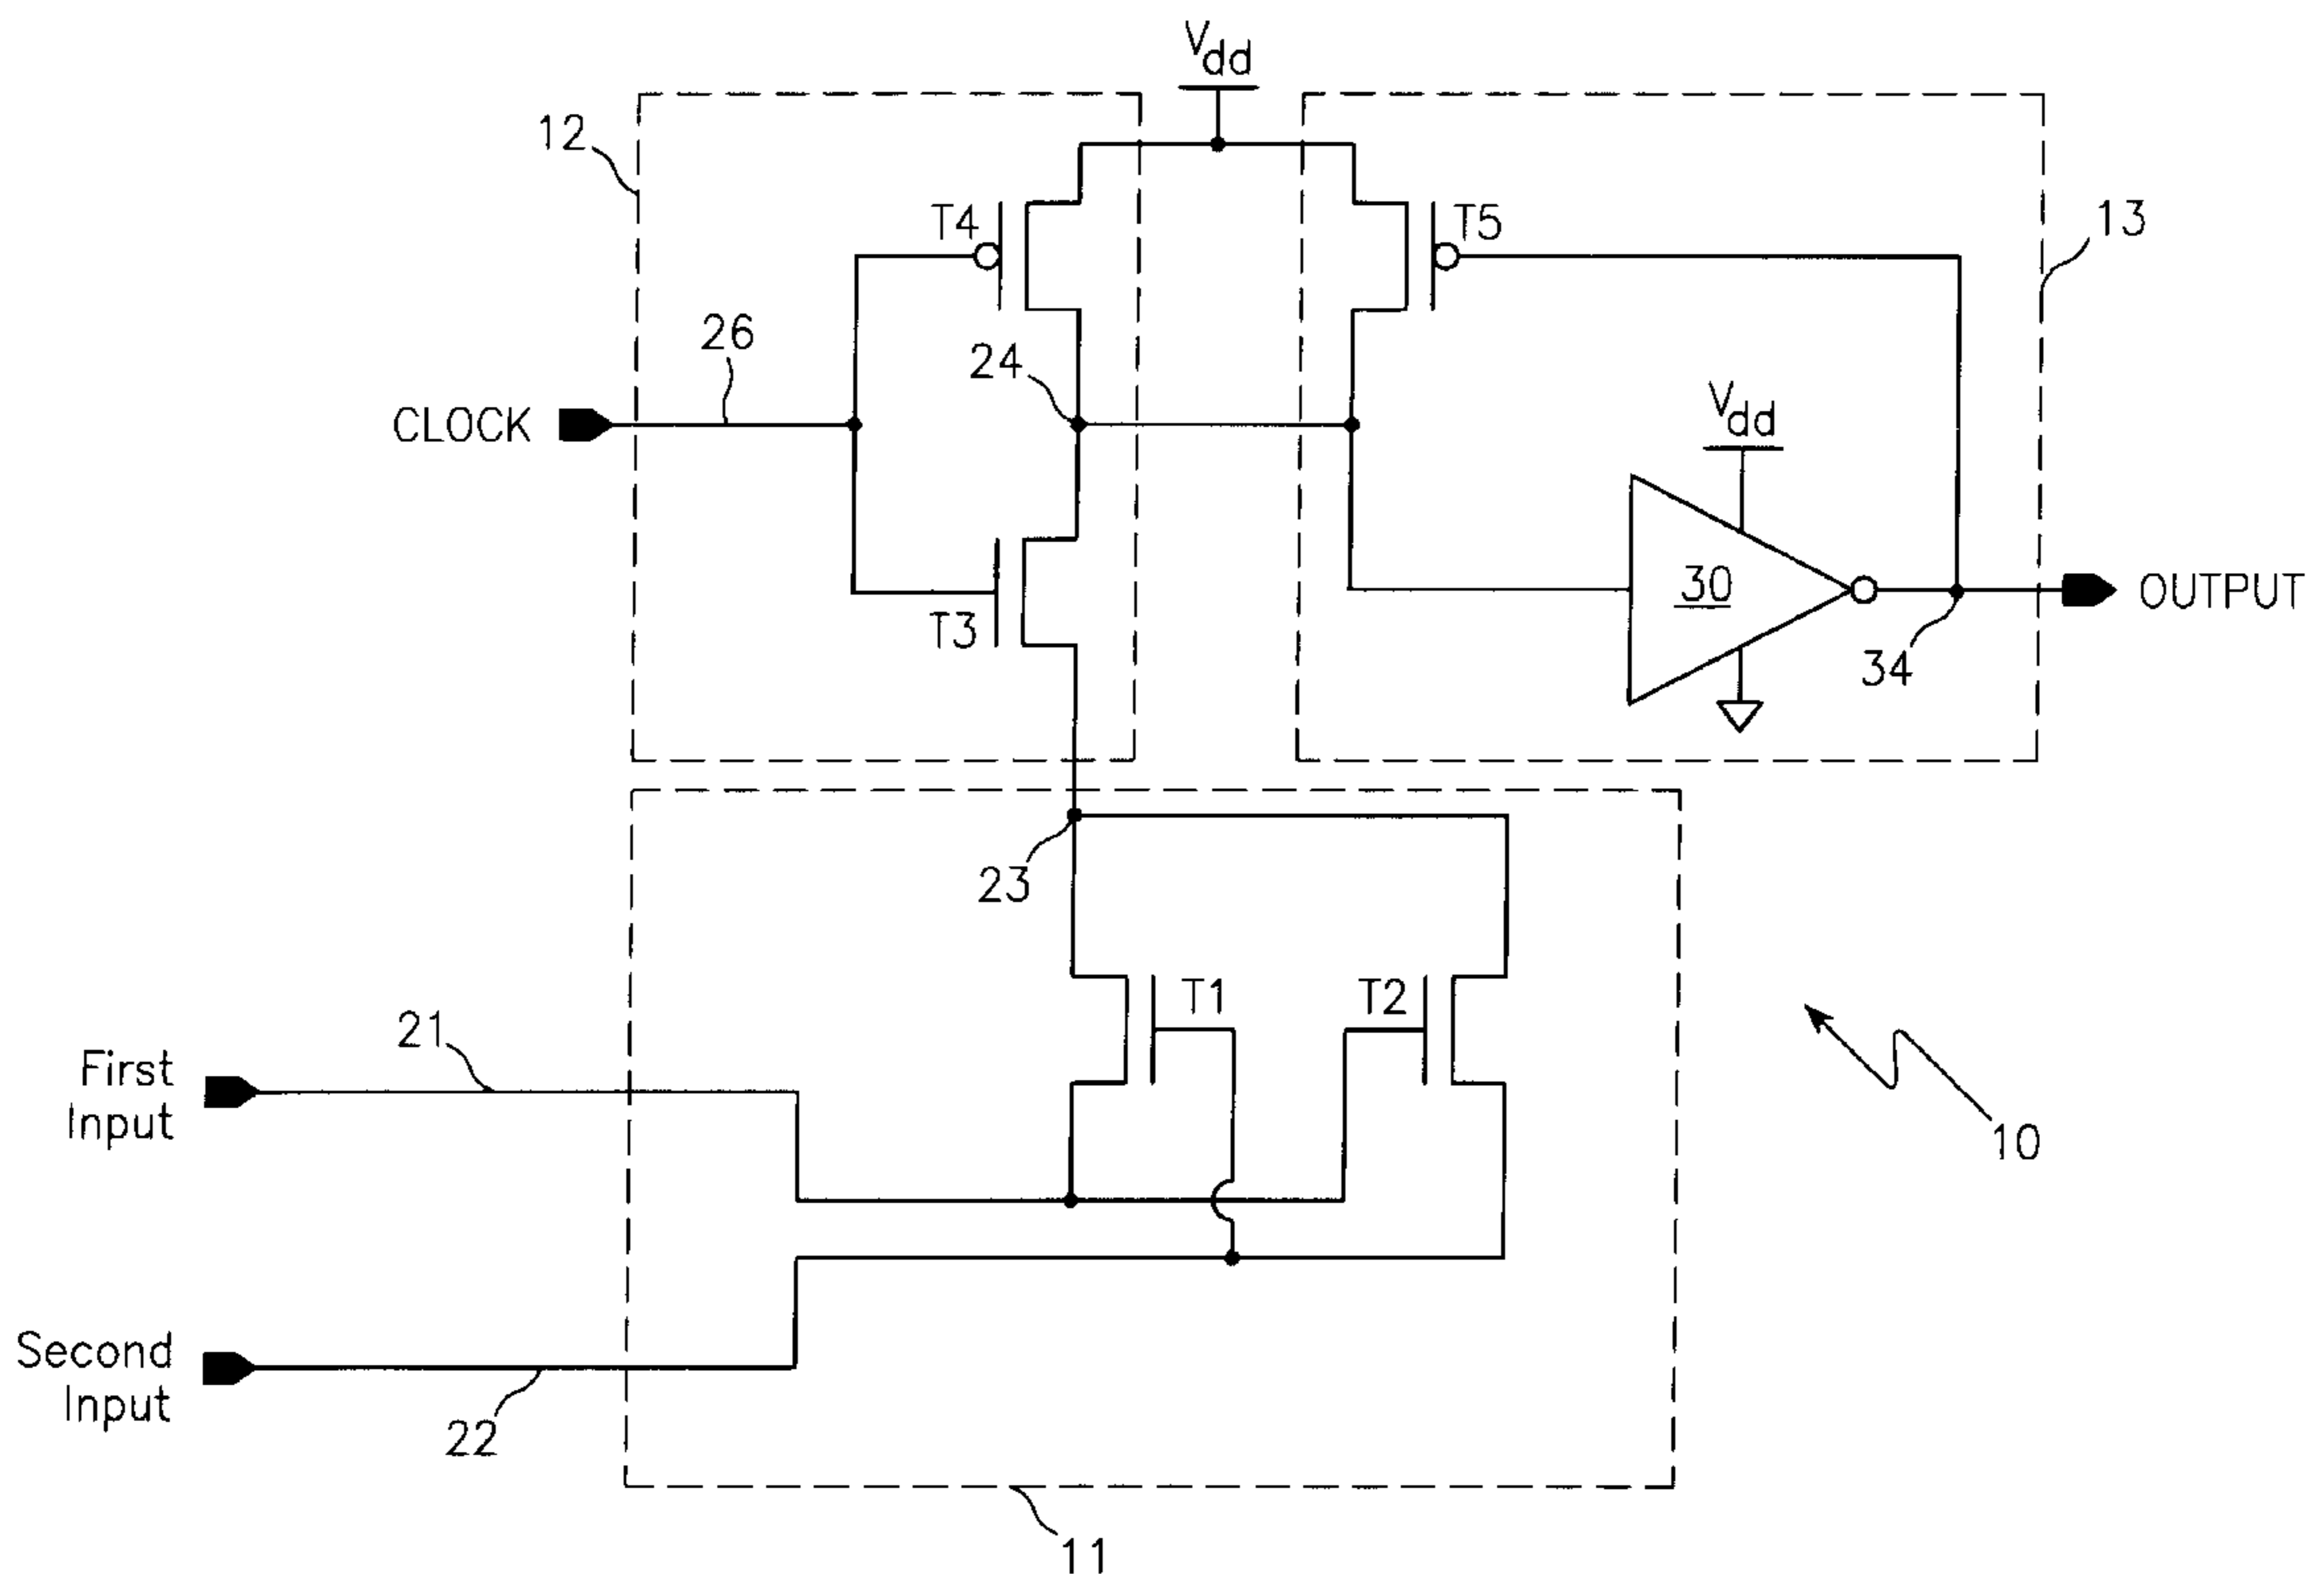 Vdd
12
T4
T5
13
26
24
CLOCK
Vdd
30
OUTPUT
T3
34
23
T1
T2
21
First
Input
10
Second
Input
22
11